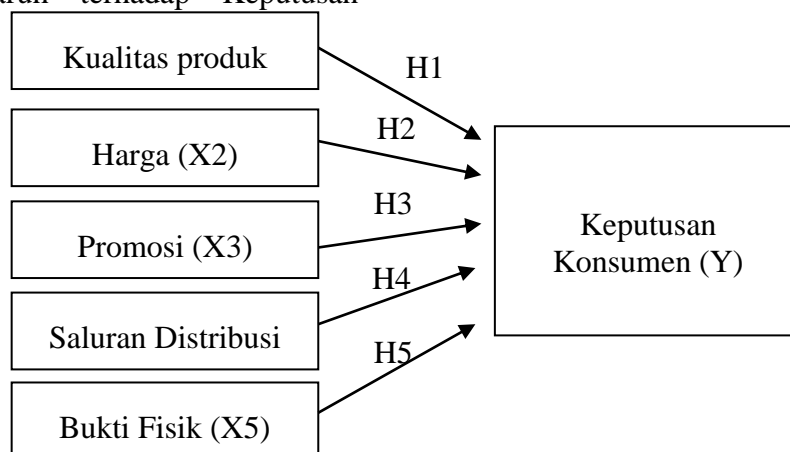 terhadap Keputusan
Kualitas produk
H1
Harga (X2)
H2
Promosi (X3)
H3
Keputusan
Konsumen (Y)
Saluran Distribusi
H4
Bukti Fisik (X5)
H5